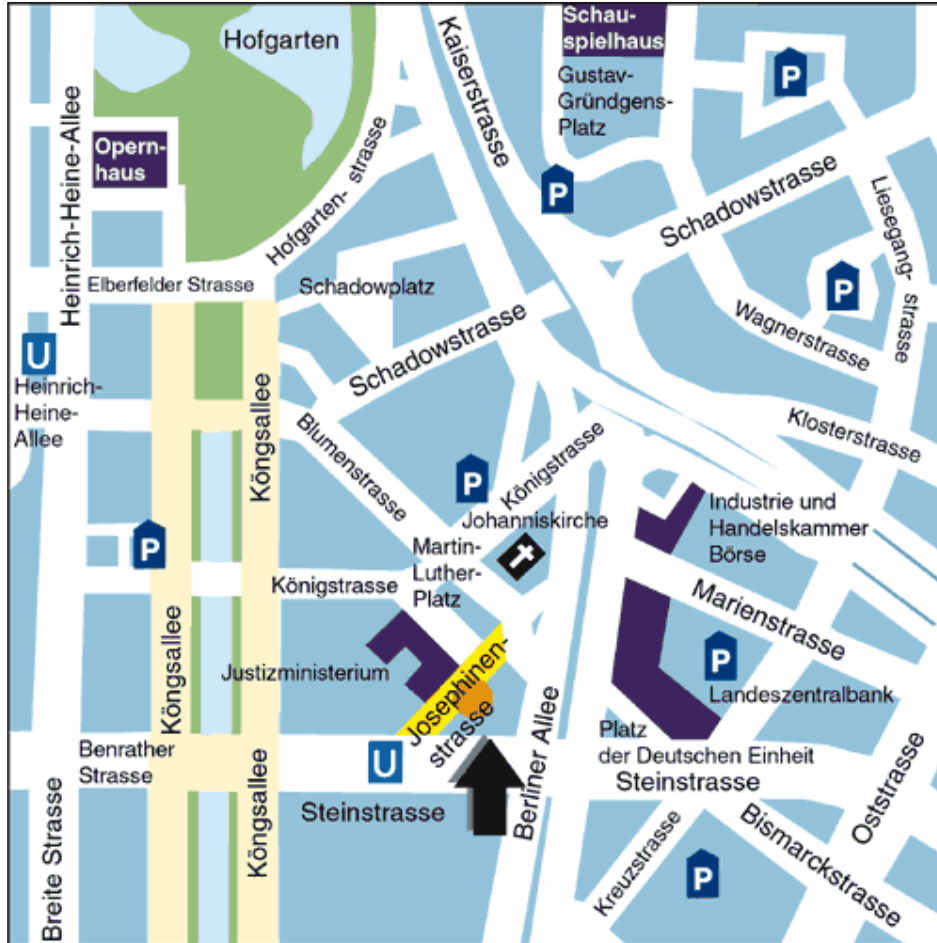 Hofgarten
Kaiserstrasse
Schau-
spielhaus
Gustav-
Gründgens-
Platz
P
P
Heinrich-Heine-Allee
Opern-
haus
Hofgarten- strasse
Schadowstrasse
Liesegang-
strasse
Elberfelder Strasse
Schadowplatz
P
U
Heinrich-
Heine-
Allee
Schadowstrasse
Wagnerstrasse
Köngsallee
Blumenstrasse
Königstrasse
Klosterstrasse
P
Johanniskirche
Industrie und
Handelskammer
Börse
P
Martin-
Luther-
Platz
Königstrasse
Marienstrasse
Köngsallee
Justizministerium
Josephinen-
strasse
P
Landeszentralbank
Berliner Allee
Platz
der Deutschen Einheit
Benrather
Strasse
U
Köngsallee
Steinstrasse
Steinstrasse
Breite Strasse
Oststrasse
Bismarckstrasse
Kreuzstrasse
P